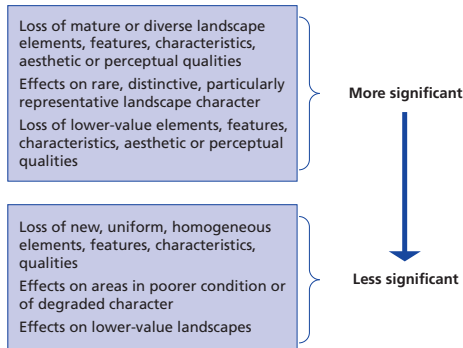 Loss of mature or diverse landscape
elements, features, characteristics,
aesthetic or perceptual qualities
Effects on rare, distinctive, particularly
representative landscape character
Loss of lower-value elements, features,
characteristics, aesthetic or perceptual
qualities
More significant
Loss of new, uniform, homogeneous
elements, features, characteristics,
qualities
Effects on areas in poorer condition or
of degraded character
Effects on lower-value landscapes
Less significant